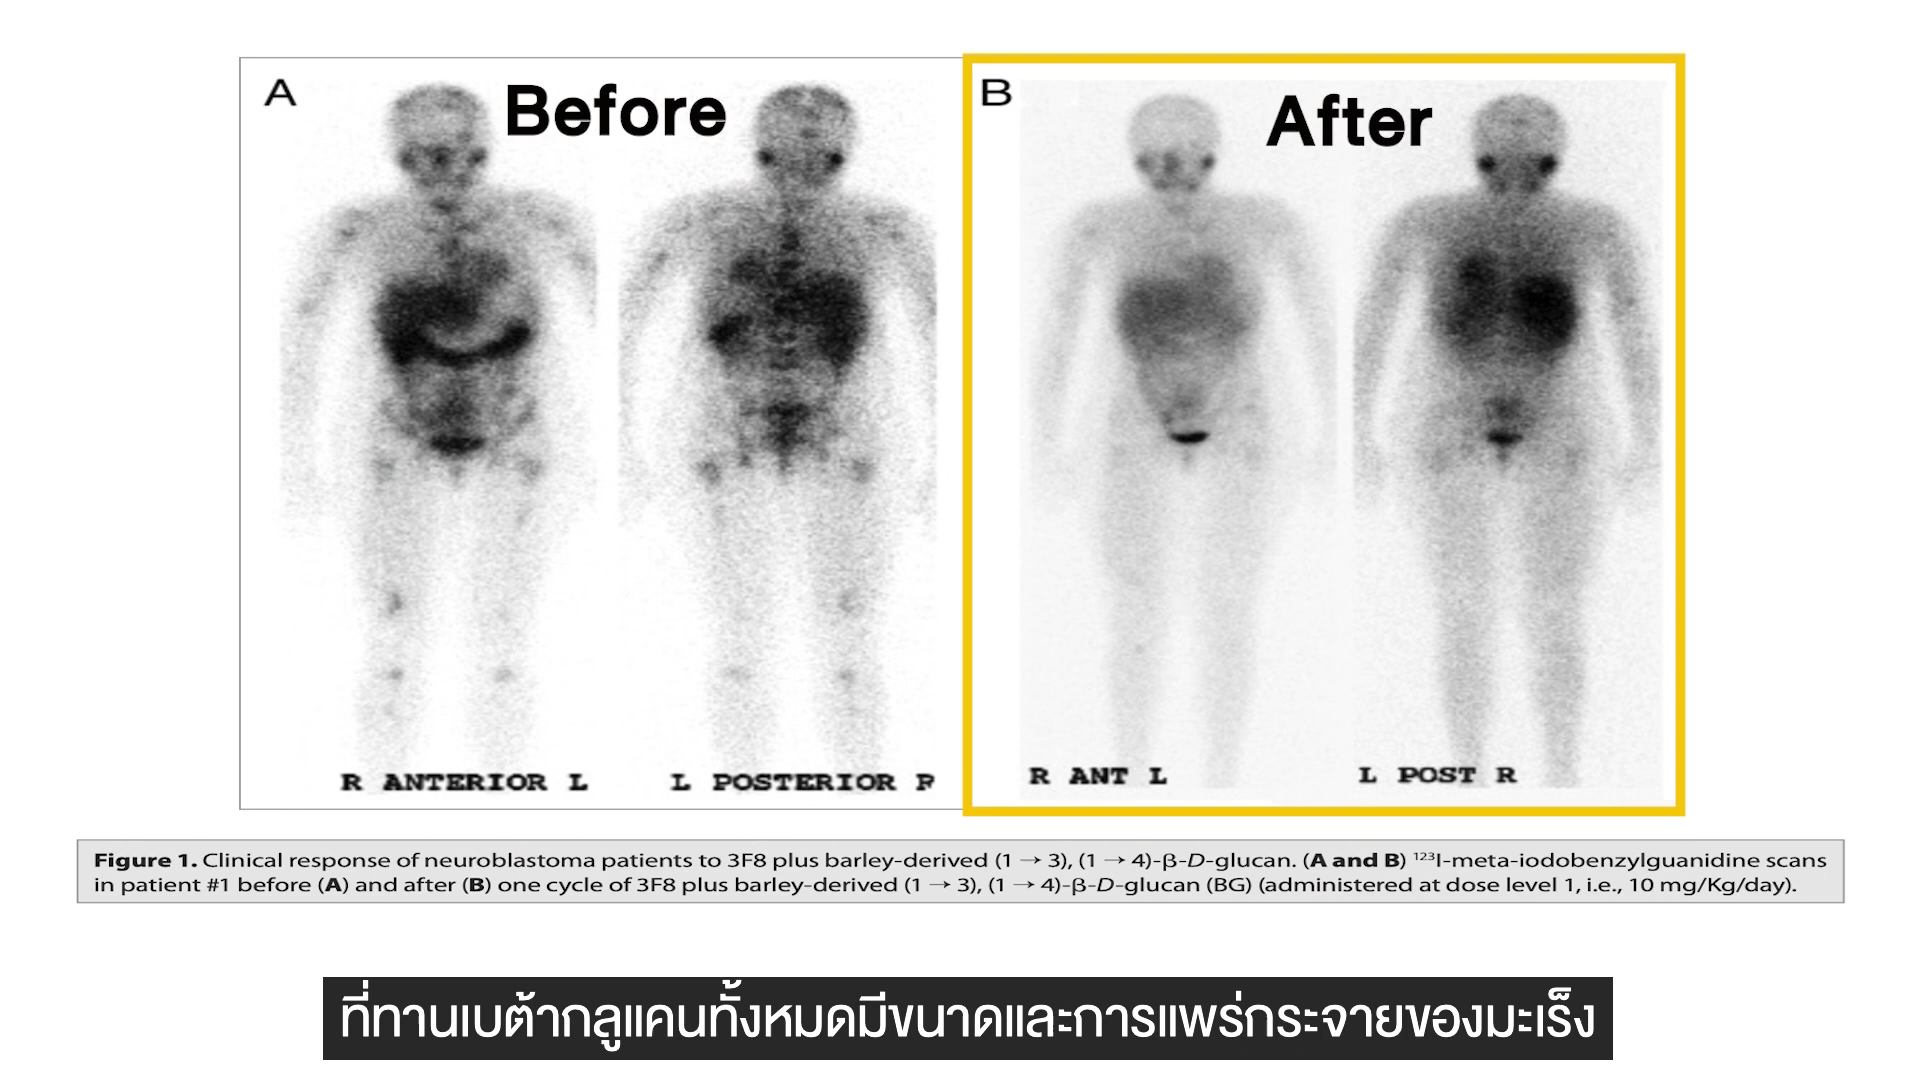 A
Before
B
After
R ANTERIOR L
L POSTERIOR R
R ANT L
L POST R
Figure 1. Clinical response of neuroblastoma patients to 3F8 plus barley-derived (1 → 3), (1 → 4)-β-D-glucan. (A and B) ¹²³I-meta-iodobenzylguanidine scans
in patient #1 before (A) and after (B) one cycle of 3F8 plus barley-derived (1 → 3), (1 → 4)-β-D-glucan (BG) (administered at dose level 1, i.e., 10 mg/Kg/day).
ที่ทานเบต้ากลูแคนทั้งหมดมีขนาดและการแพร่กระจายของมะเร็ง